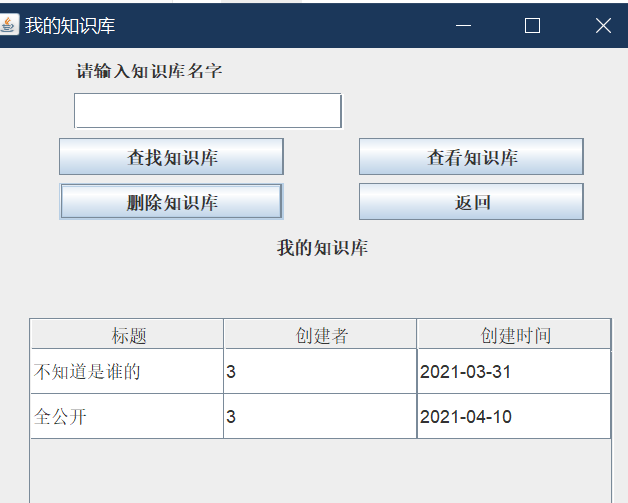 我的知识库
请输入知识库名字
查找知识库 查看知识库
删除知识库 返回
我的知识库
标题 创建者 创建时间
不知道是谁的 3 2021-03-31
全公开 3 2021-04-10